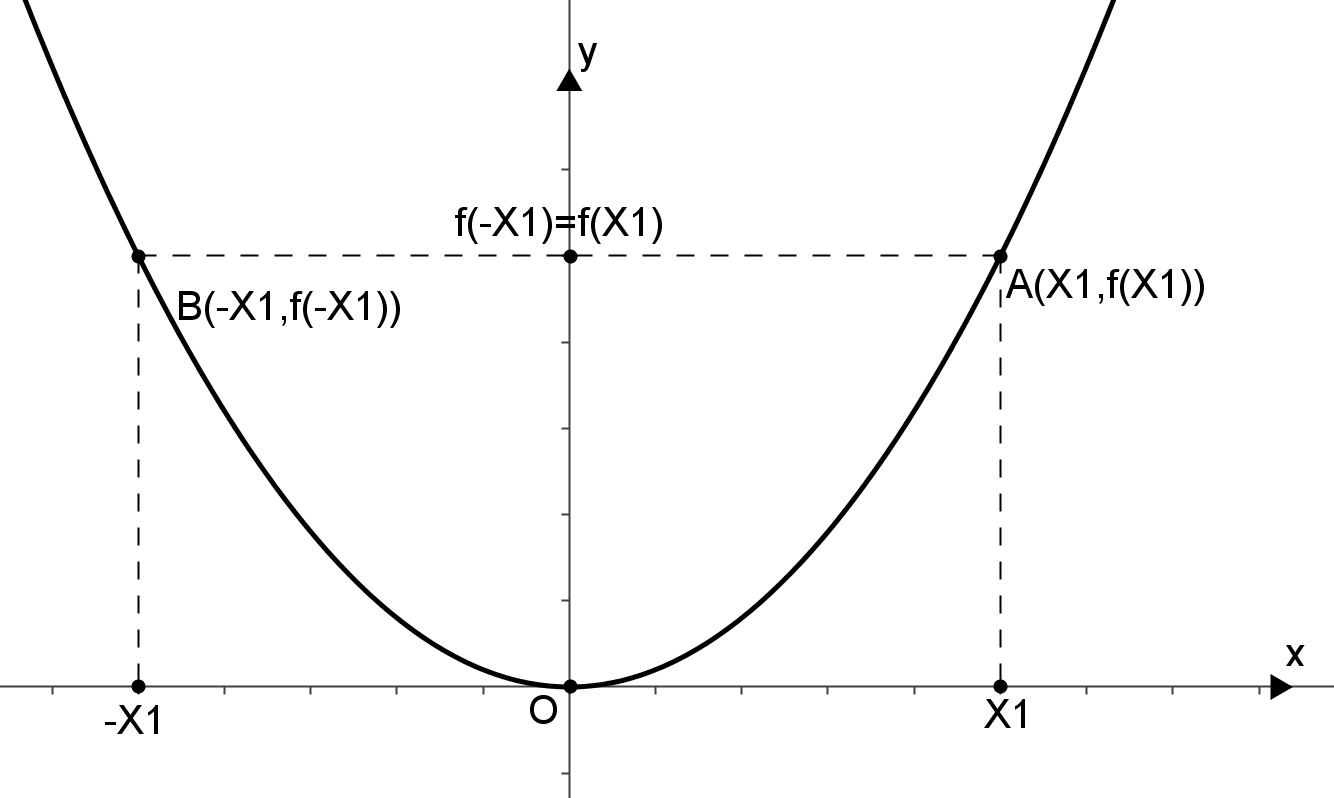 y
f(-X1)=f(X1)
A(X1,f(X1))
B(-X1,f(-X1))
x
O
-X1
X1